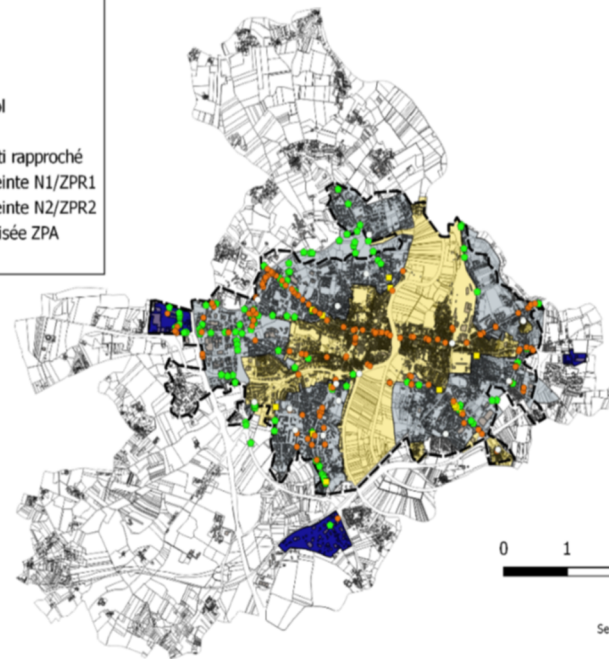 ol
ti rapproché
einte N1/ZPR1
einte N2/ZPR2
isée ZPA
0 1
Se